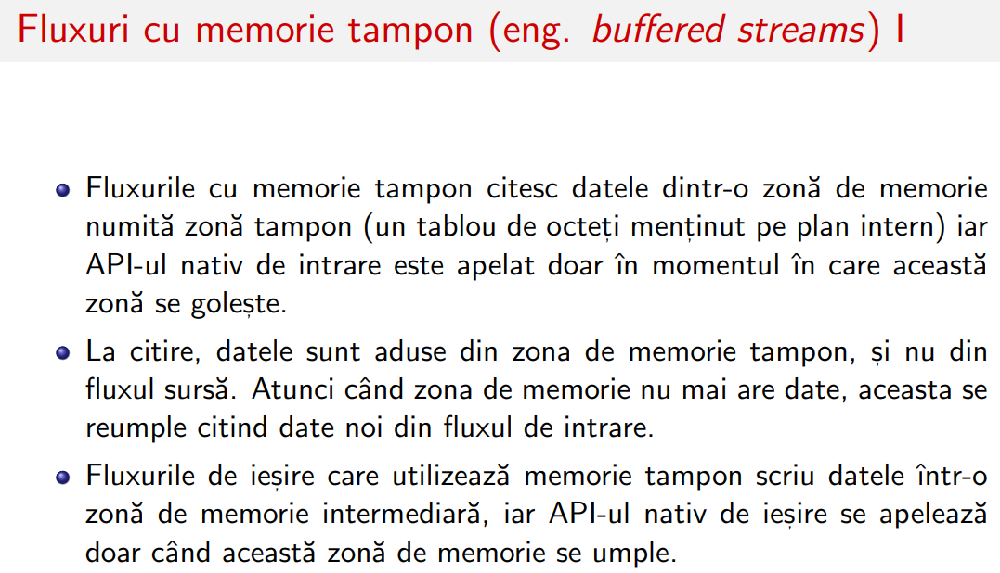 Fluxuri cu memorie tampon (eng. buffered streams) I
Fluxurile cu memorie tampon citesc datele dintr-o zonă de memorie
numită zonă tampon (un tablou de octeți menținut pe plan intern) iar
API-ul nativ de intrare este apelat doar în momentul în care această
zonă se golește.
La citire, datele sunt aduse din zona de memorie tampon, și nu din
fluxul sursă. Atunci când zona de memorie nu mai are date, aceasta se
reumple citind date noi din fluxul de intrare.
Fluxurile de ieșire care utilizează memorie tampon scriu datele într-o
zonă de memorie intermediară, iar API-ul nativ de ieșire se apelează
doar când această zonă de memorie se umple.